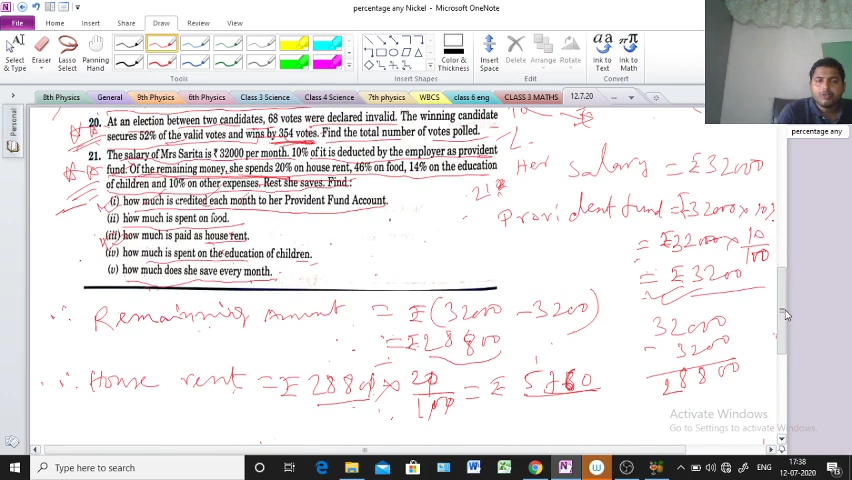 percentage any Nickel - Microsoft OneNote
File Home Insert Draw Review View
Select & Type
Eraser
Lasso Select
Panning Hand
Color & Thickness
Insert Space
Delete
Arrange
Rotate
Ink to Text
Ink to Math
Tools
Insert Shapes
Edit
Convert
8th Physics General 9th Physics 6th Physics Class 3 Science Class 4 Science 7th physics WBCS class 6 eng CLASS 3 MATHS 12.7.20
Personal
percentage any
20. At an election between two candidates, 68 votes were declared invalid. The winning candidate
secures 52% of the valid votes and wins by 354 votes. Find the total number of votes polled.
21. The salary of Mrs Sarita is ₹ 32000 per month. 10% of it is deducted by the employer as provident
fund. Of the remaining money, she spends 20% on house rent, 46% on food, 14% on the education
of children and 10% on other expenses. Rest she saves. Find:
(i) how much is credited each month to her Provident Fund Account.
(ii) how much is spent on food.
(iii) how much is paid as house rent.
(iv) how much is spent on the education of children.
(v) how much does she save every month.
21
Her Salary = ₹32000
Provident fund = ₹32000 × 10%
= ₹32000 × 10/100
= ₹3200
∴ Remaining Amount = ₹(32000 - 3200)
= ₹28800
32000
- 3200
28800
∴ House rent = ₹ 28800 × 20/100 = ₹ 5760
Activate Windows
Go to Settings to activate Windows.
Type here to search
ENG
17:38
12-07-2020